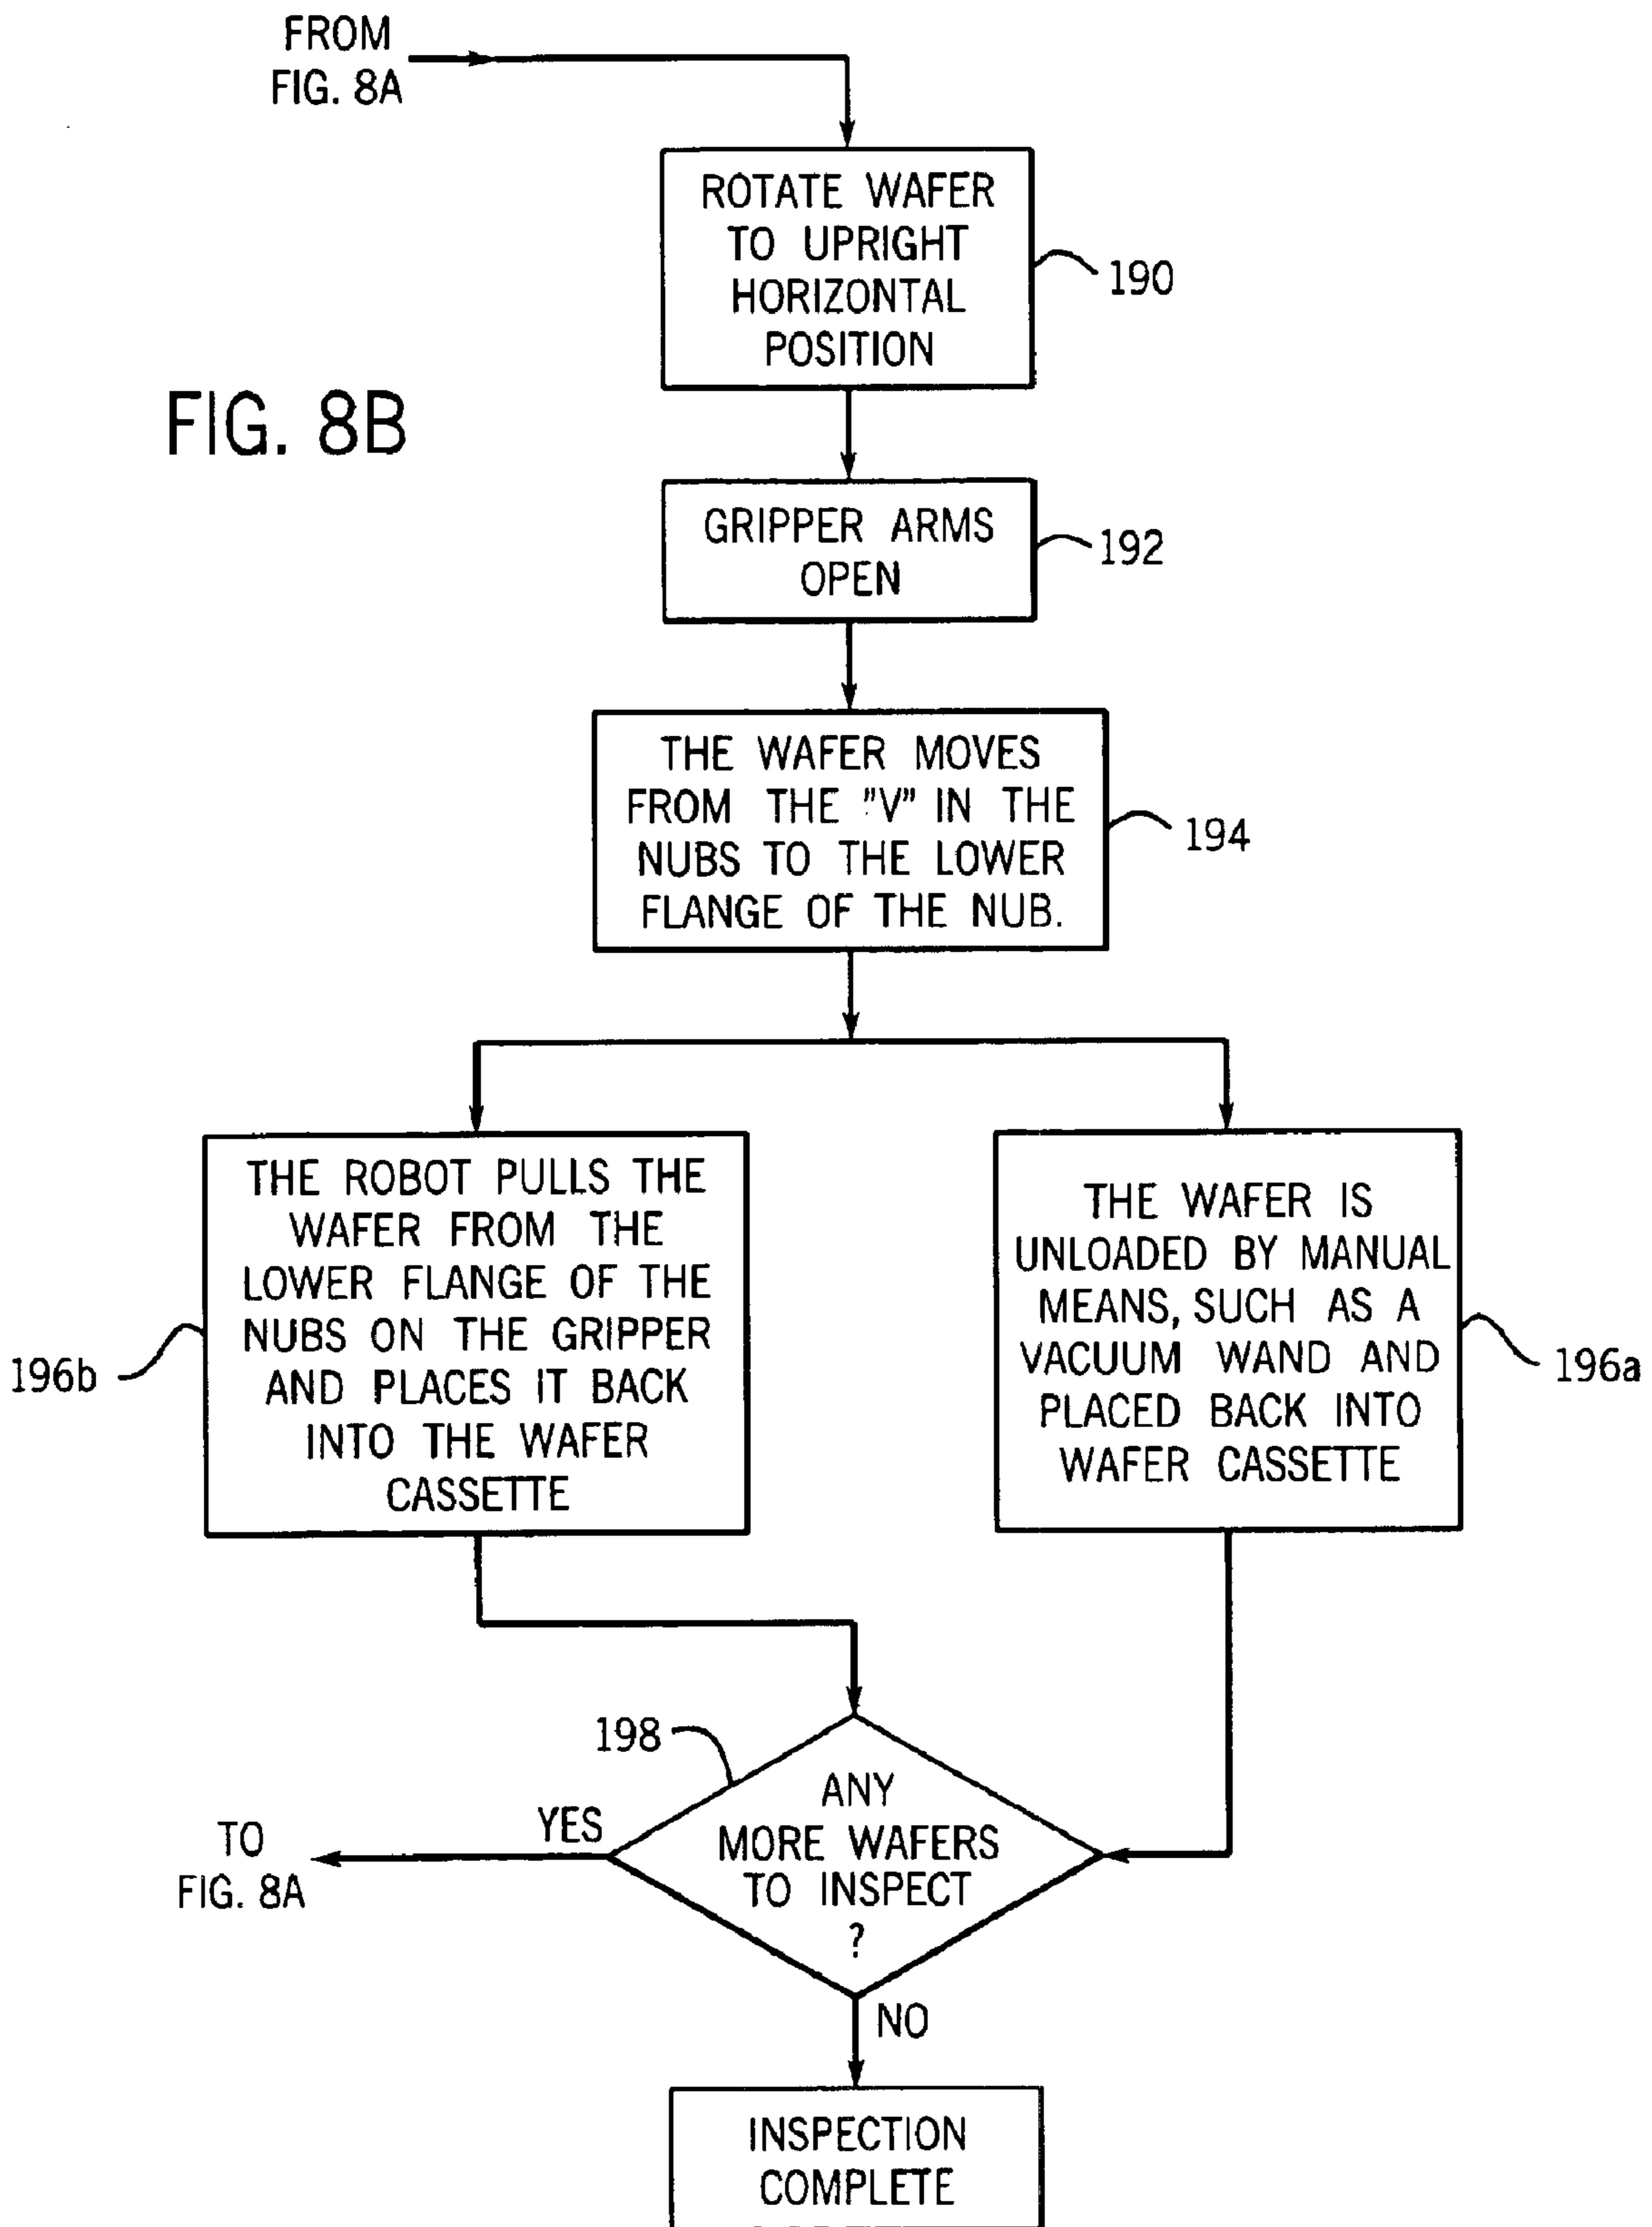 FROM
FIG. 8A
ROTATE WAFER
TO UPRIGHT
HORIZONTAL
POSITION
190
FIG. 8B
GRIPPER ARMS
OPEN
192
THE WAFER MOVES
FROM THE "V" IN THE
NUBS TO THE LOWER
FLANGE OF THE NUB.
194
THE ROBOT PULLS THE
WAFER FROM THE
LOWER FLANGE OF THE
NUBS ON THE GRIPPER
AND PLACES IT BACK
INTO THE WAFER
CASSETTE
196b
THE WAFER IS
UNLOADED BY MANUAL
MEANS, SUCH AS A
VACUUM WAND AND
PLACED BACK INTO
WAFER CASSETTE
196a
198
ANY
MORE WAFERS
TO INSPECT
?
YES
TO
FIG. 8A
NO
INSPECTION
COMPLETE